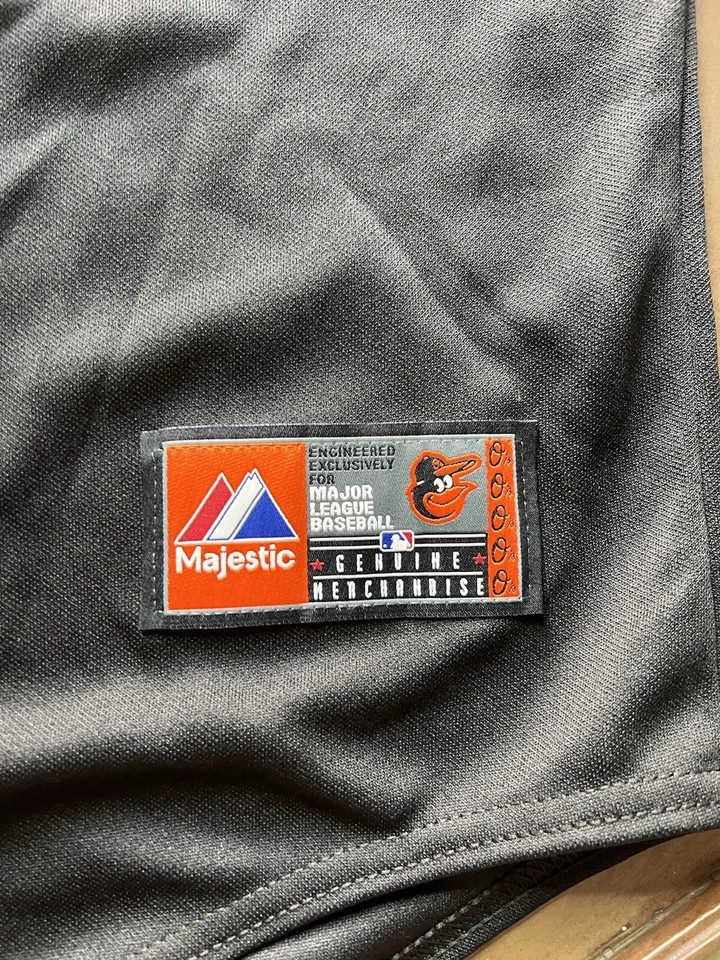 Majestic
ENGINEERED
EXCLUSIVELY
FOR
MAJOR
LEAGUE
BASEBALL
GENUINE
MERCHANDISE
O's
O's
O's
O's
O's